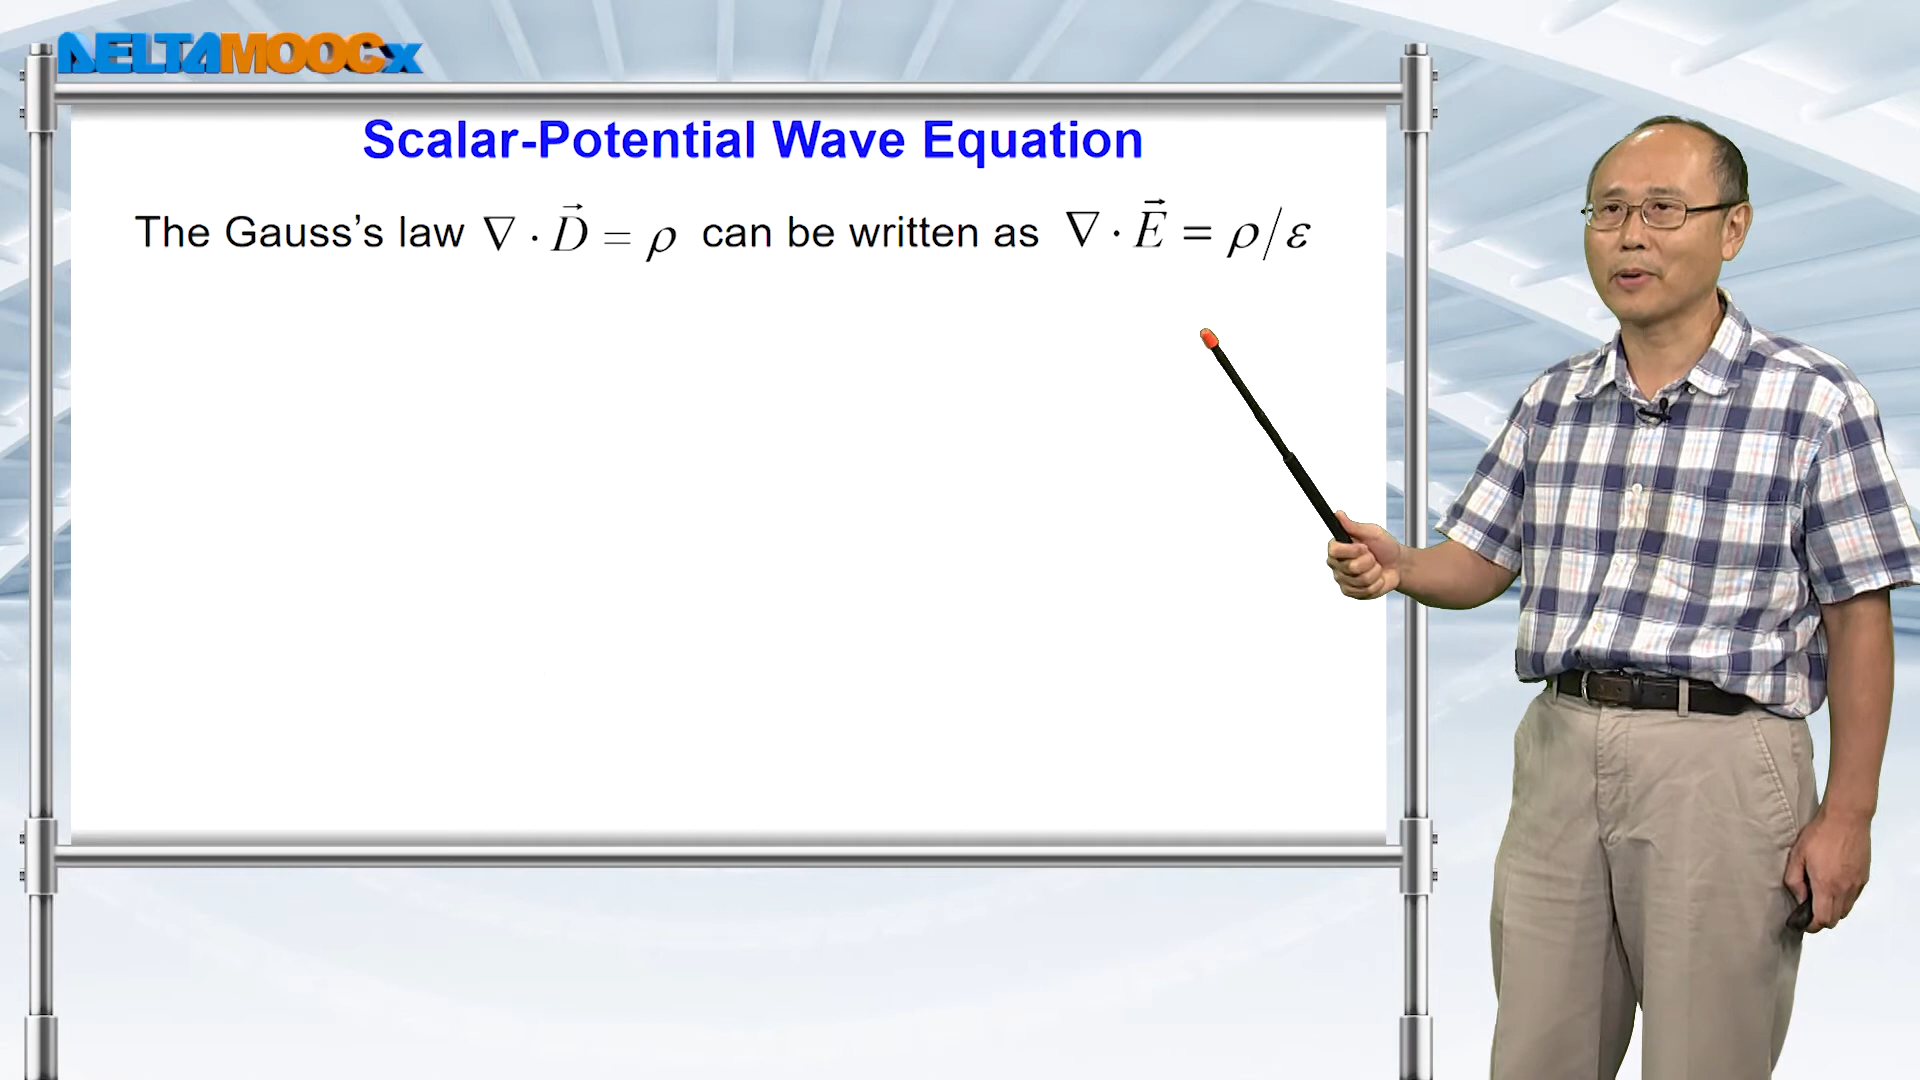 DELTAMOOCx
Scalar-Potential Wave Equation
The Gauss’s law ∇ · D⃗ = ρ can be written as ∇ · E⃗ = ρ/ε